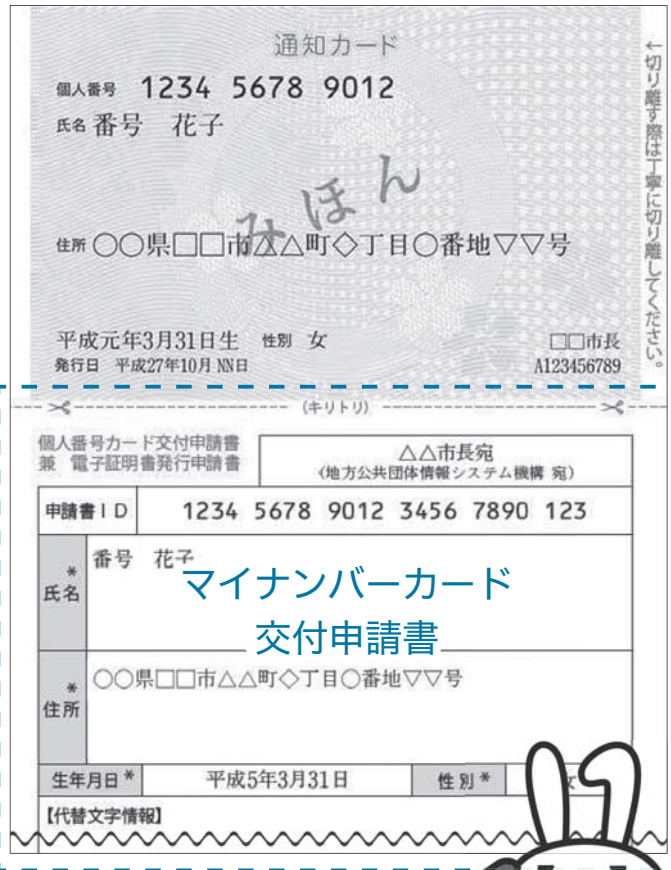 通知カード
個人番号 1234 5678 9012
氏名 番号 花子
みほん
住所 〇〇県□□市△△町◇丁目〇番地▽▽号
平成元年3月31日生 性別 女
□□市長
発行日 平成27年10月NN日
A123456789
←切り離す際は丁寧に切り離してください。
(キリトリ)
個人番号カード交付申請書
兼 電子証明書発行申請書
△△市長宛
(地方公共団体情報システム機構 宛)
申請書ID 1234 5678 9012 3456 7890 123
*氏名 番号 花子
マイナンバーカード
交付申請書
*住所 〇〇県□□市△△町◇丁目〇番地▽▽号
生年月日* 平成5年3月31日 性別*
【代替文字情報】